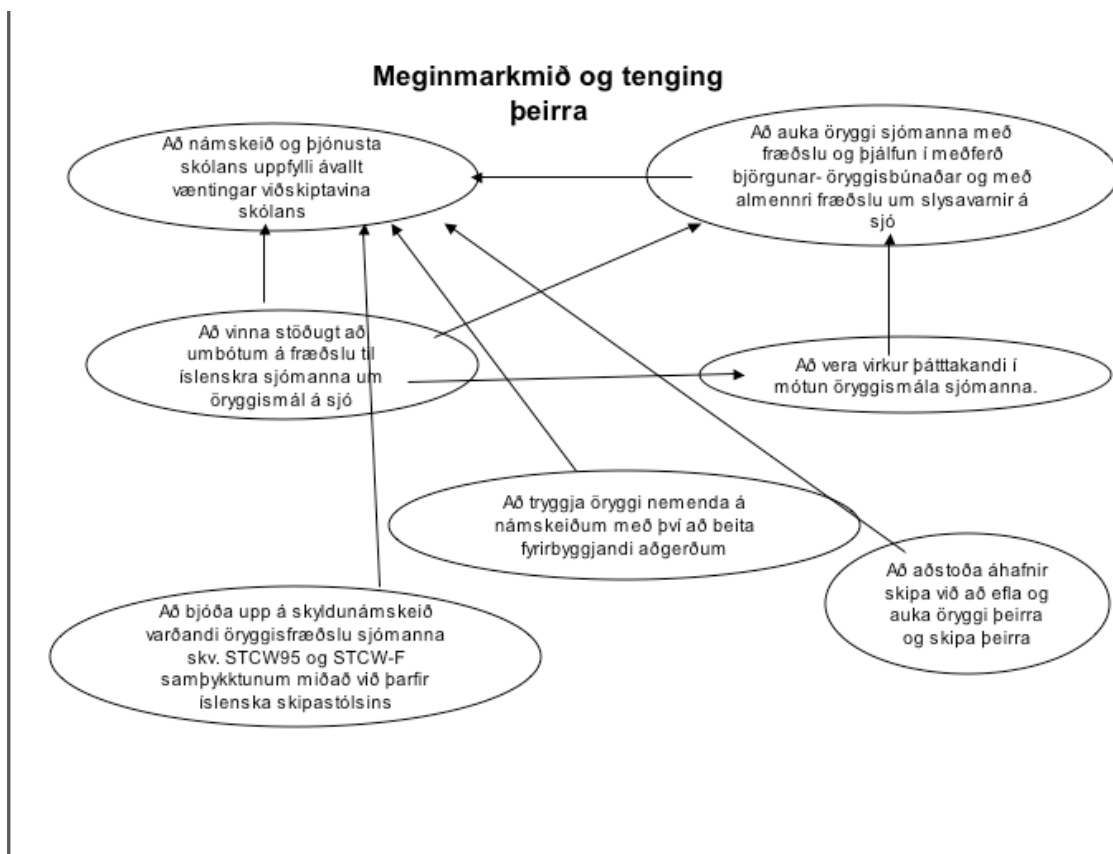 Meginmarkmið og tenging
þeirra
Að námskeið og þjónusta
skólans uppfylli ávallt
væntingar viðskiptavina
skólans
Að auka öryggi sjómanna með
fræðslu og þjálfun í meðferð
björgunar- öryggisbúnaðar og með
almennri fræðslu um slysavarnir á
sjó
Að vinna stöðugt að
umbótum á fræðslu til
íslenskra sjómanna um
öryggismál á sjó
Að vera virkur þátttakandi í
mótun öryggismála sjómanna.
Að tryggja öryggi nemenda á
námskeiðum með því að beita
fyrirbyggjandi aðgerðum
Að aðstoða áhafnir
skipa við að efla og
auka öryggi þeirra
og skipa þeirra
Að bjóða upp á skyldunámskeið
varðandi öryggisfræðslu sjómanna
skv. STCW95 og STCW-F
samþykktunum miðað við þarfir
íslenska skipastólsins